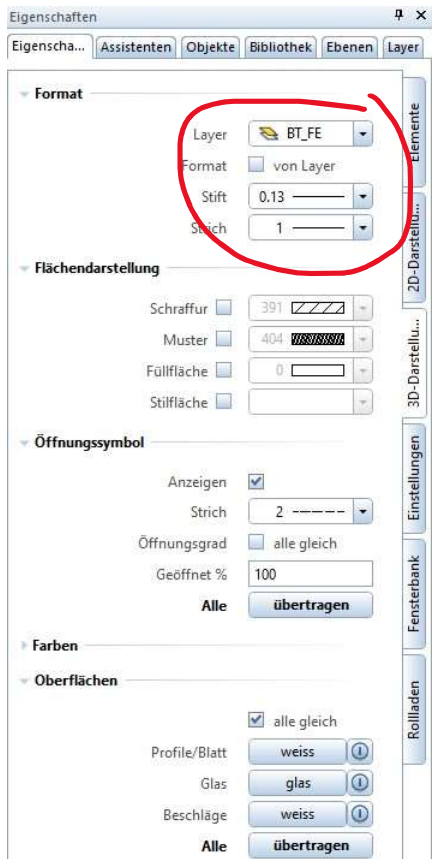 Eigenschaften
Eigenscha... Assistenten Objekte Bibliothek Ebenen Layer
Format
Layer BT_FE
Format von Layer
Stift 0.13
Strich 1
Flächendarstellung
Schraffur 391
Muster 404
Füllfläche 0
Stilfläche
Öffnungssymbol
Anzeigen
Strich 2
Öffnungsgrad alle gleich
Geöffnet % 100
Alle übertragen
Farben
Oberflächen
alle gleich
Profile/Blatt weiss
Glas glas
Beschläge weiss
Alle übertragen
Elemente
2D-Darstellu...
3D-Darstellu...
Einstellungen
Fensterbank
Rollladen